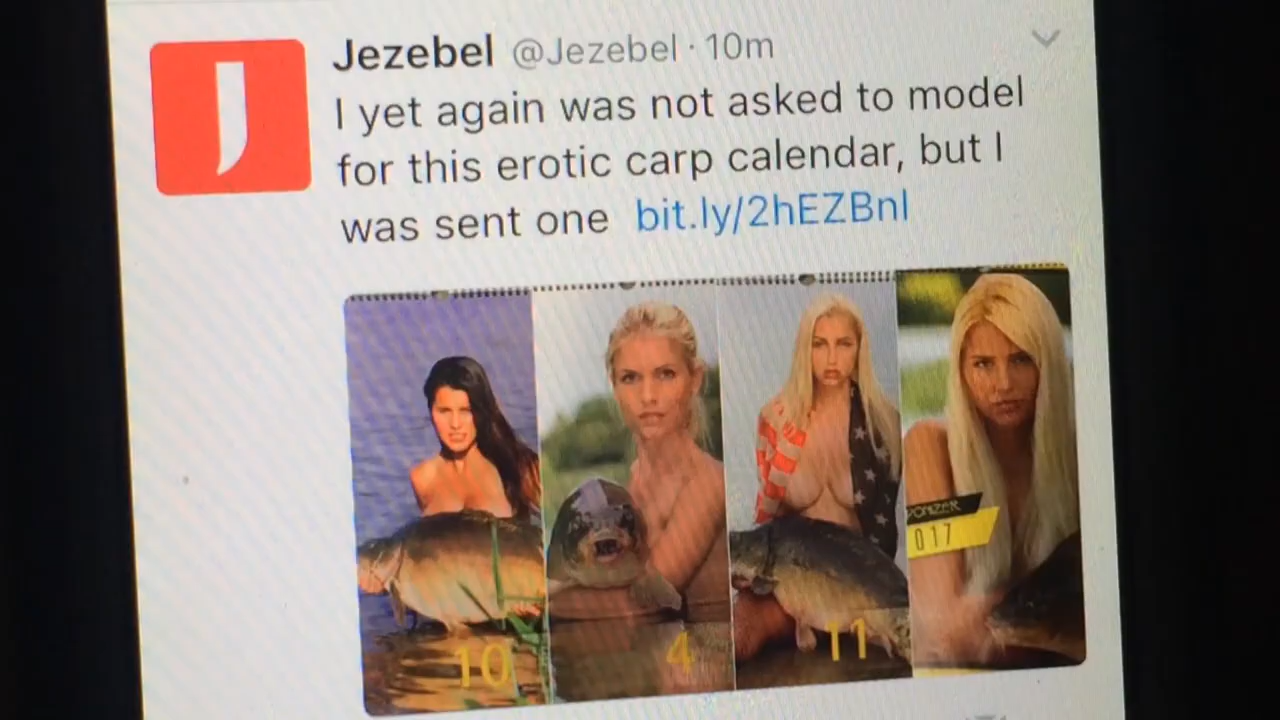 Jezebel @Jezebel · 10m
I yet again was not asked to model
for this erotic carp calendar, but I
was sent one bit.ly/2hEZBnl
PONIZER
017
10
4
11